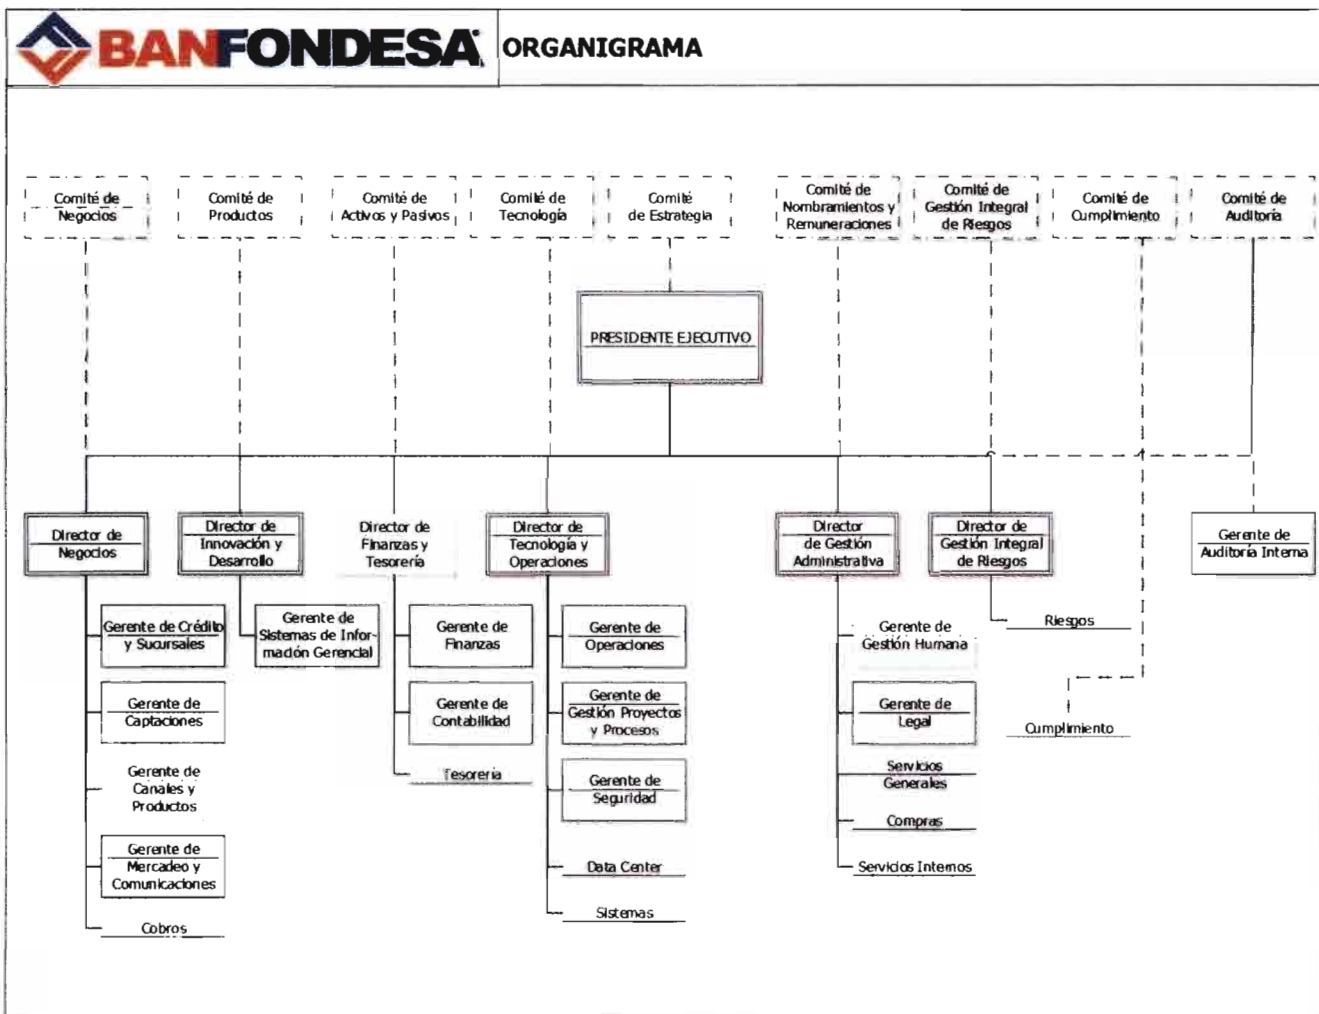 BANFONDESA
ORGANIGRAMA
Comité de
Negocios
Comité de
Productos
Comité de
Activos y Pasivos
Comité de
Tecnología
Comité
de Estrategia
Comité de
Nombramientos y
Remuneraciones
Comité de
Gestión Integral
de Riesgos
Comité de
Cumplimiento
Comité de
Auditoría
PRESIDENTE EJECUTIVO
Director de
Negocios
Director de
Innovación y
Desarrollo
Director de
Finanzas y
Tesorería
Director de
Tecnología y
Operaciones
Director
de Gestión
Administrativa
Director de
Gestión Integral
de Riesgos
Gerente de
Auditoría Interna
Gerente de Crédito
y Sucursales
Gerente de
Captaciones
Gerente de
Canales y
Productos
Gerente de
Mercadeo y
Comunicaciones
Cobros
Gerente de
Sistemas de Infor-
mación Gerencial
Gerente de
Finanzas
Gerente de
Contabilidad
Tesorería
Gerente de
Operaciones
Gerente de
Gestión Proyectos
y Procesos
Gerente de
Seguridad
Data Center
Sistemas
Gerente de
Gestión Humana
Gerente de
Legal
Servicios
Generales
Compras
Servicios Internos
Riesgos
Cumplimiento